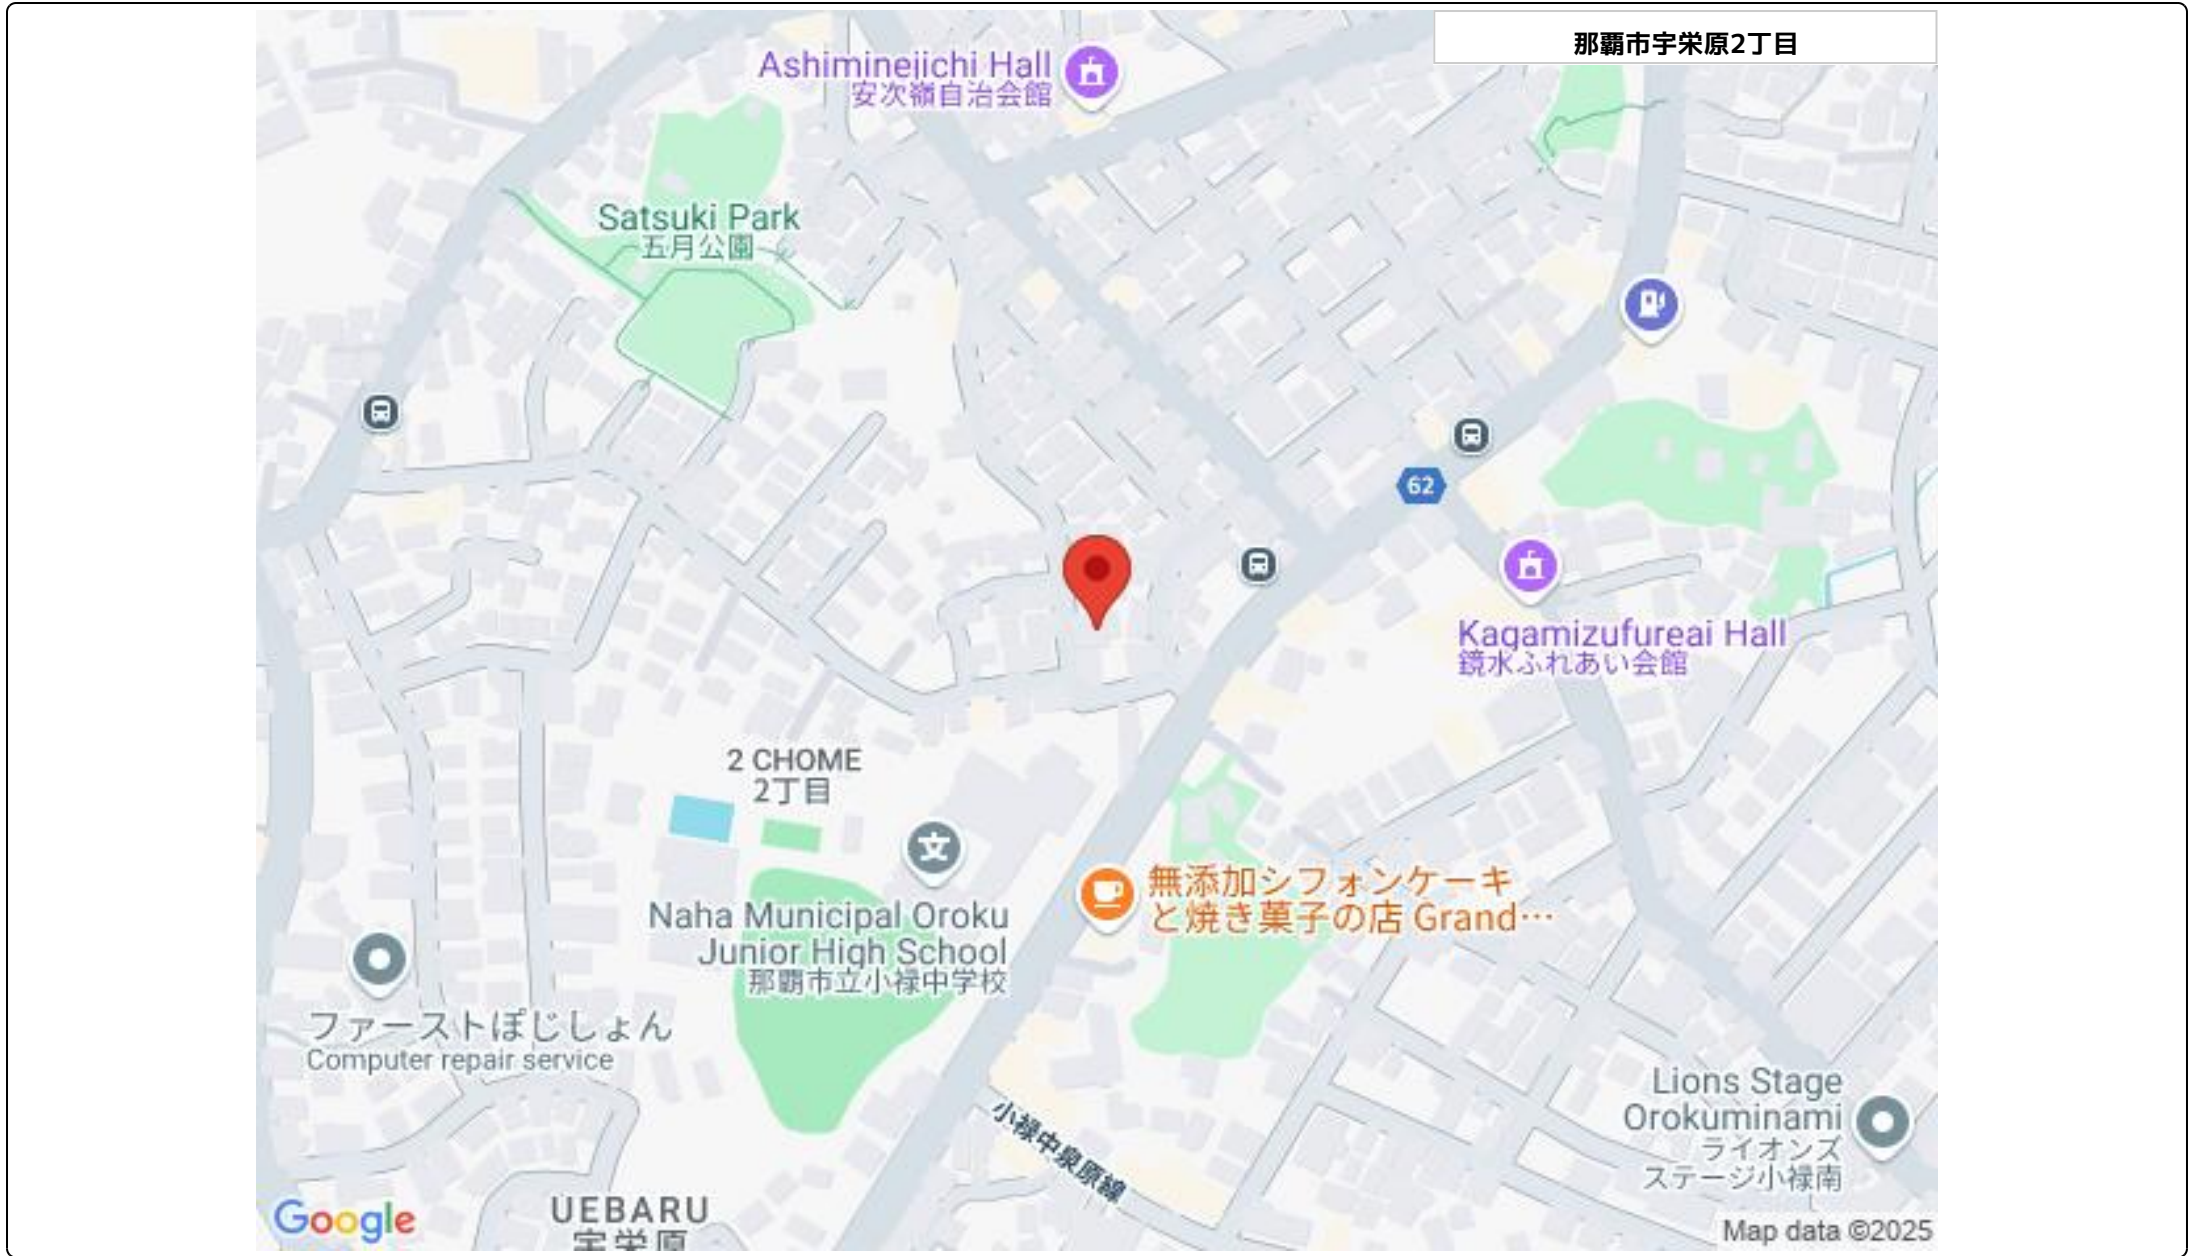 那覇市宇栄原2丁目
Ashimineiichi Hall
安次嶺自治会館
Satsuki Park
五月公園
62
Kagamizufureai Hall
鏡水ふれあい会館
2 CHOME
2丁目
文
無添加シフォンケーキ
と焼き菓子の店 Grand…
Naha Municipal Oroku
Junior High School
那覇市立小禄中学校
ファーストぽじしょん
Computer repair service
小禄中泉原線
Lions Stage
Orokuminami
ライオンズ
ステージ小禄南
UEBARU
宇栄原
Google
Map data ©2025